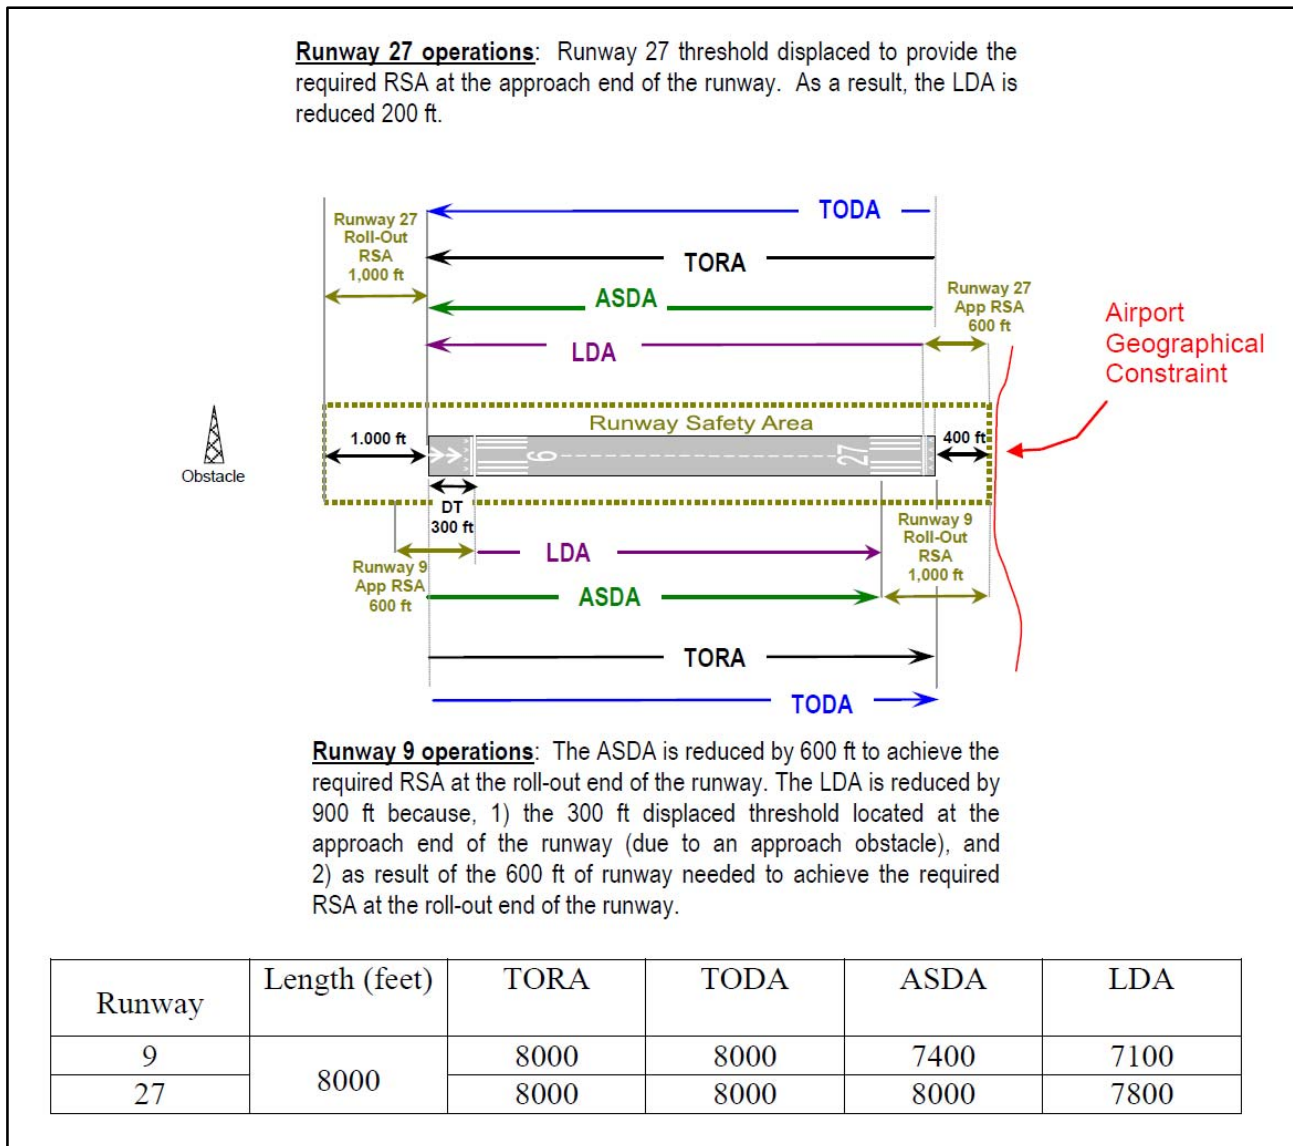 Runway 27 operations: Runway 27 threshold displaced to provide the
required RSA at the approach end of the runway. As a result, the LDA is
reduced 200 ft.
TODA
Runway 27
Roll-Out
RSA
1,000 ft
TORA
ASDA
Runway 27
App RSA
600 ft
LDA
Airport
Geographical
Constraint
Runway Safety Area
1.000 ft
9
27
400 ft
Obstacle
DT
300 ft
Runway 9
Roll-Out
RSA
1,000 ft
LDA
Runway 9
App RSA
600 ft
ASDA
TORA
TODA
Runway 9 operations: The ASDA is reduced by 600 ft to achieve the
required RSA at the roll-out end of the runway. The LDA is reduced by
900 ft because, 1) the 300 ft displaced threshold located at the
approach end of the runway (due to an approach obstacle), and
2) as result of the 600 ft of runway needed to achieve the required
RSA at the roll-out end of the runway.
Runway Length (feet) TORA TODA ASDA LDA
9 8000 8000 8000 7400 7100
27 8000 8000 8000 7800